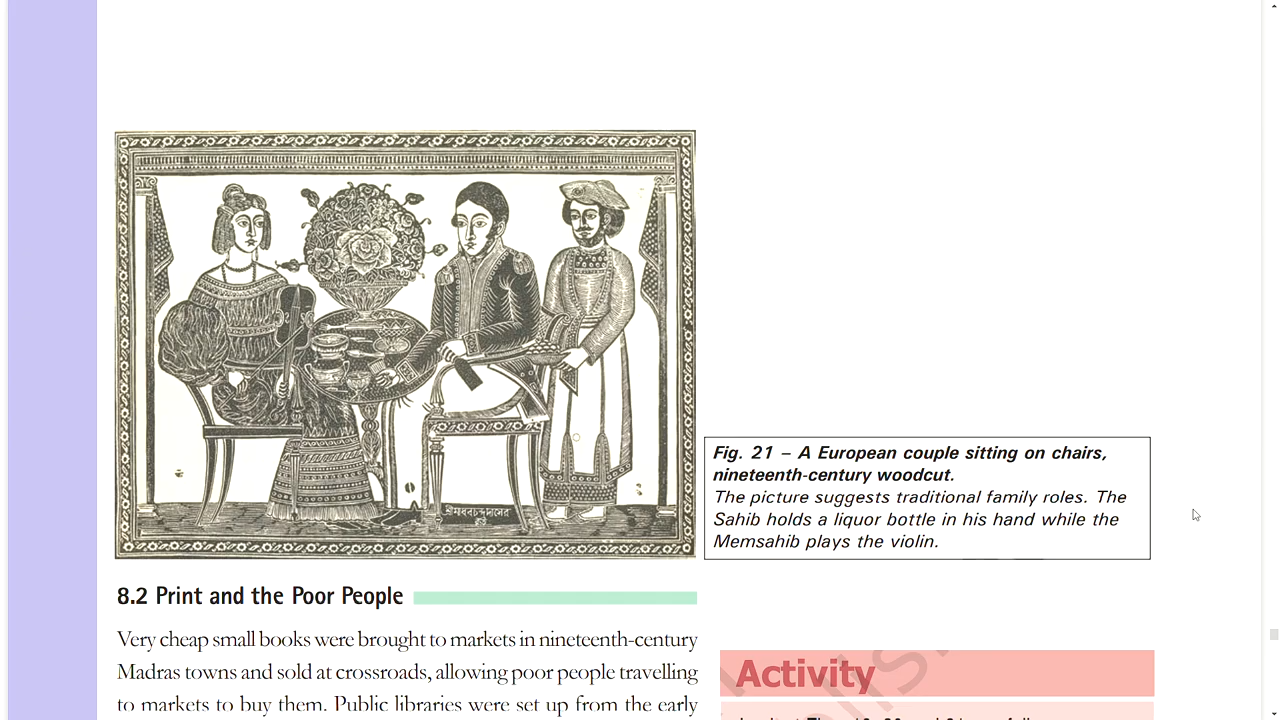 শ্রীমাধবচন্দ্রদাসের
Fig. 21 – A European couple sitting on chairs,
nineteenth-century woodcut.
The picture suggests traditional family roles. The
Sahib holds a liquor bottle in his hand while the
Memsahib plays the violin.
8.2 Print and the Poor People
Very cheap small books were brought to markets in nineteenth-century
Madras towns and sold at crossroads, allowing poor people travelling
to markets to buy them. Public libraries were set up from the early
Activity